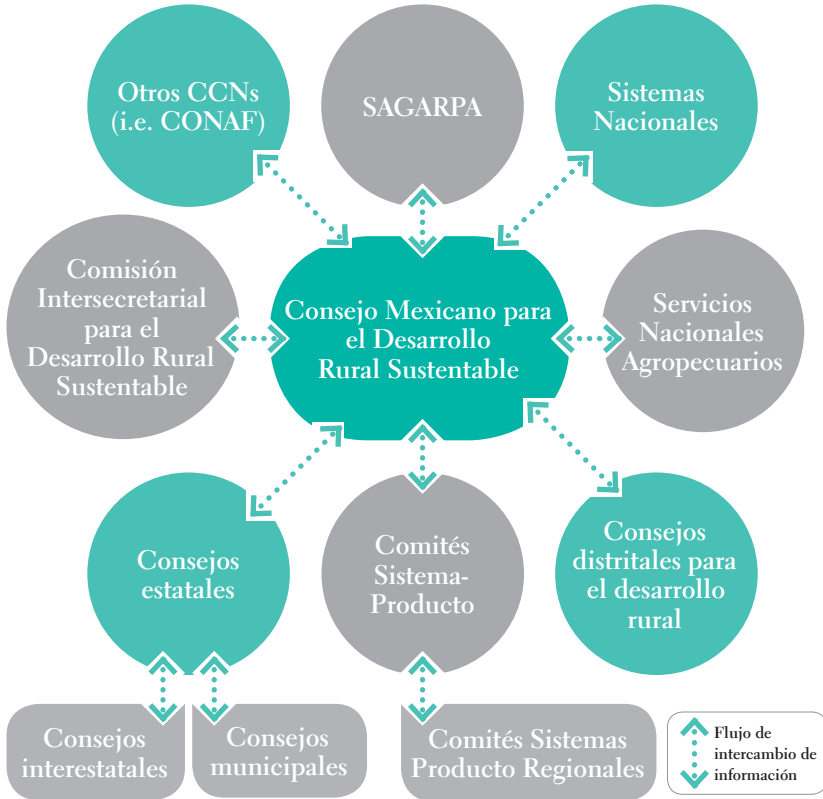 Otros CCNs
(i.e. CONAF)
SAGARPA
Sistemas
Nacionales
Comisión
Intersecretarial
para el
Desarrollo Rural
Sustentable
Consejo Mexicano para
el Desarrollo
Rural Sustentable
Servicios
Nacionales
Agropecuarios
Consejos
estatales
Comités
Sistema-
Producto
Consejos
distritales para
el desarrollo
rural
Consejos
interestatales
Consejos
municipales
Comités Sistemas
Producto Regionales
Flujo de
intercambio de
información